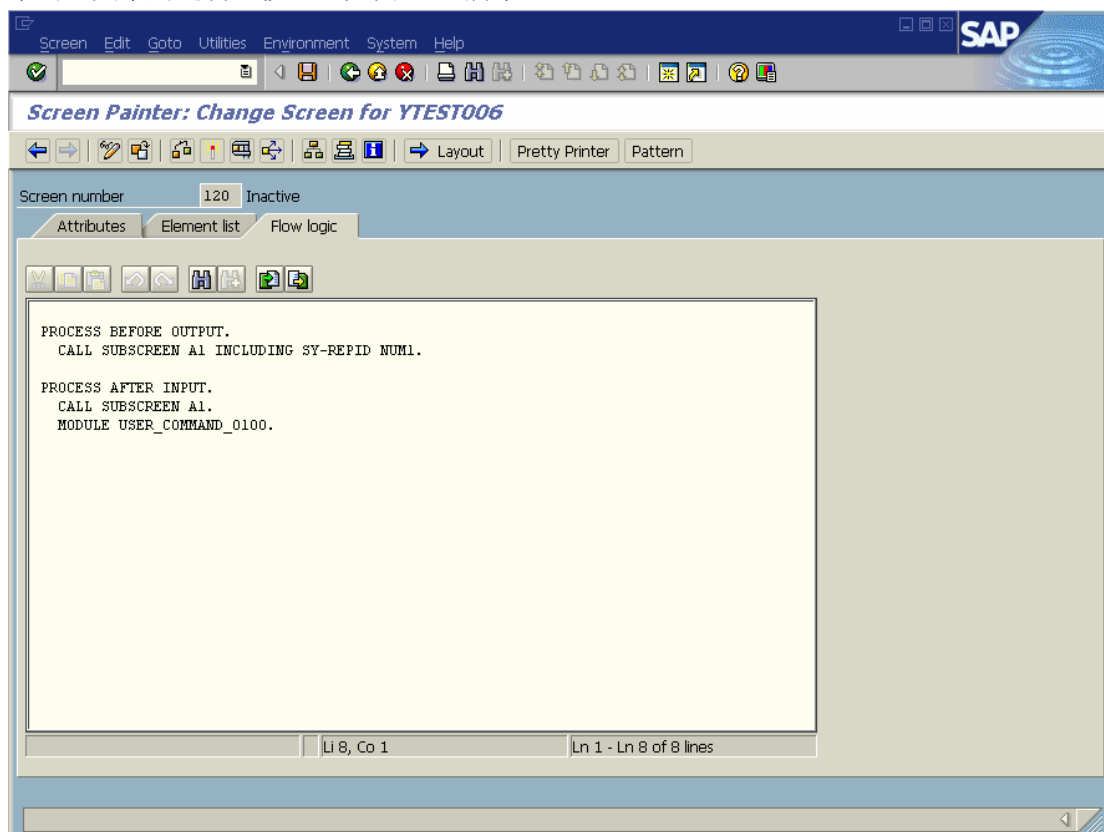 Screen Edit Goto Utilities Environment System Help
SAP
Screen Painter: Change Screen for YTEST006
Layout Pretty Printer Pattern
Screen number 120 Inactive
Attributes Element list Flow logic
PROCESS BEFORE OUTPUT.
CALL SUBSCREEN A1 INCLUDING SY-REPID NUM1.
PROCESS AFTER INPUT.
CALL SUBSCREEN A1.
MODULE USER_COMMAND_0100.
Li 8, Co 1 Ln 1 - Ln 8 of 8 lines